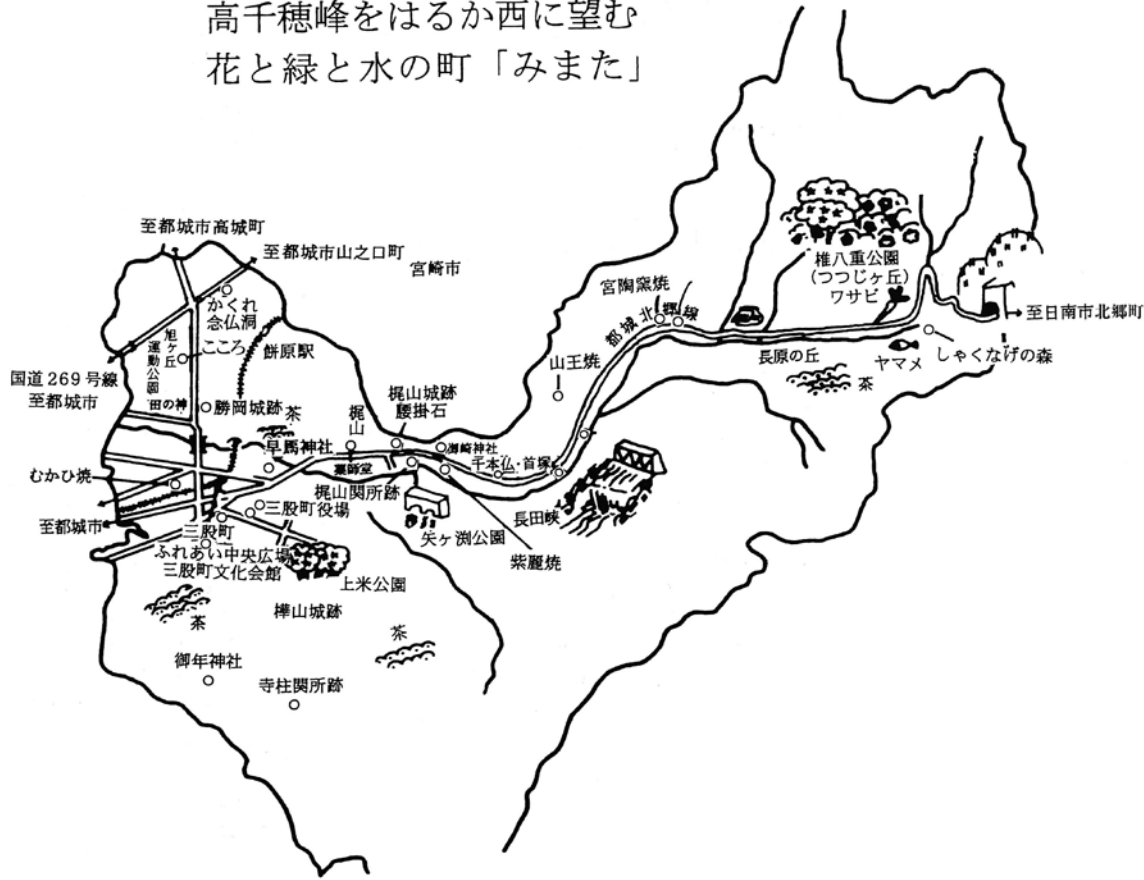 高千穂峰をはるか西に望む
花と緑と水の町「みまた」
至都城市高城町
至都城市山之口町
宮崎市
かくれ
念仏洞
こころ
旭ヶ丘
運動公園
餅原駅
国道269号線
至都城市
田の神
勝岡城跡
茶
早馬神社
梶山
梶山城跡
腰掛石
御崎神社
薬師堂
千本仏・首塚
むかひ焼
梶山関所跡
至都城市
三股町役場
三股町
ふれあい中央広場
三股町文化会館
矢ヶ渕公園
紫麗焼
長田峡
上米公園
樺山城跡
茶
茶
御年神社
寺柱関所跡
山王焼
宮陶窯焼
都城北郷線
椎八重公園
(つつじヶ丘)
ワサビ
至日南市北郷町
長原の丘
ヤマメ
しゃくなげの森
茶